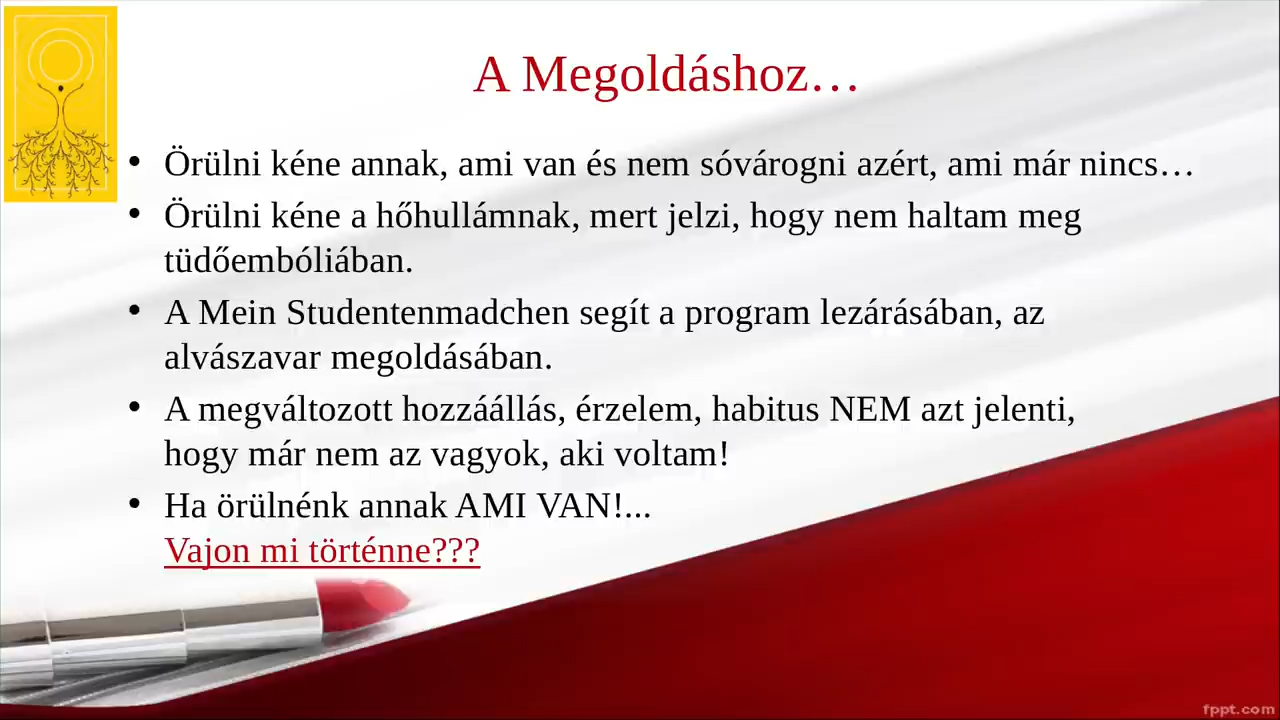 A Megoldáshoz…
• Örülni kéne annak, ami van és nem sóvárogni azért, ami már nincs…
• Örülni kéne a hőhullámnak, mert jelzi, hogy nem haltam meg
tüdőembóliában.
• A Mein Studentenmadchen segít a program lezárásában, az
alvászavar megoldásában.
• A megváltozott hozzáállás, érzelem, habitus NEM azt jelenti,
hogy már nem az vagyok, aki voltam!
• Ha örülnénk annak AMI VAN!...
Vajon mi történne???
fppt.com